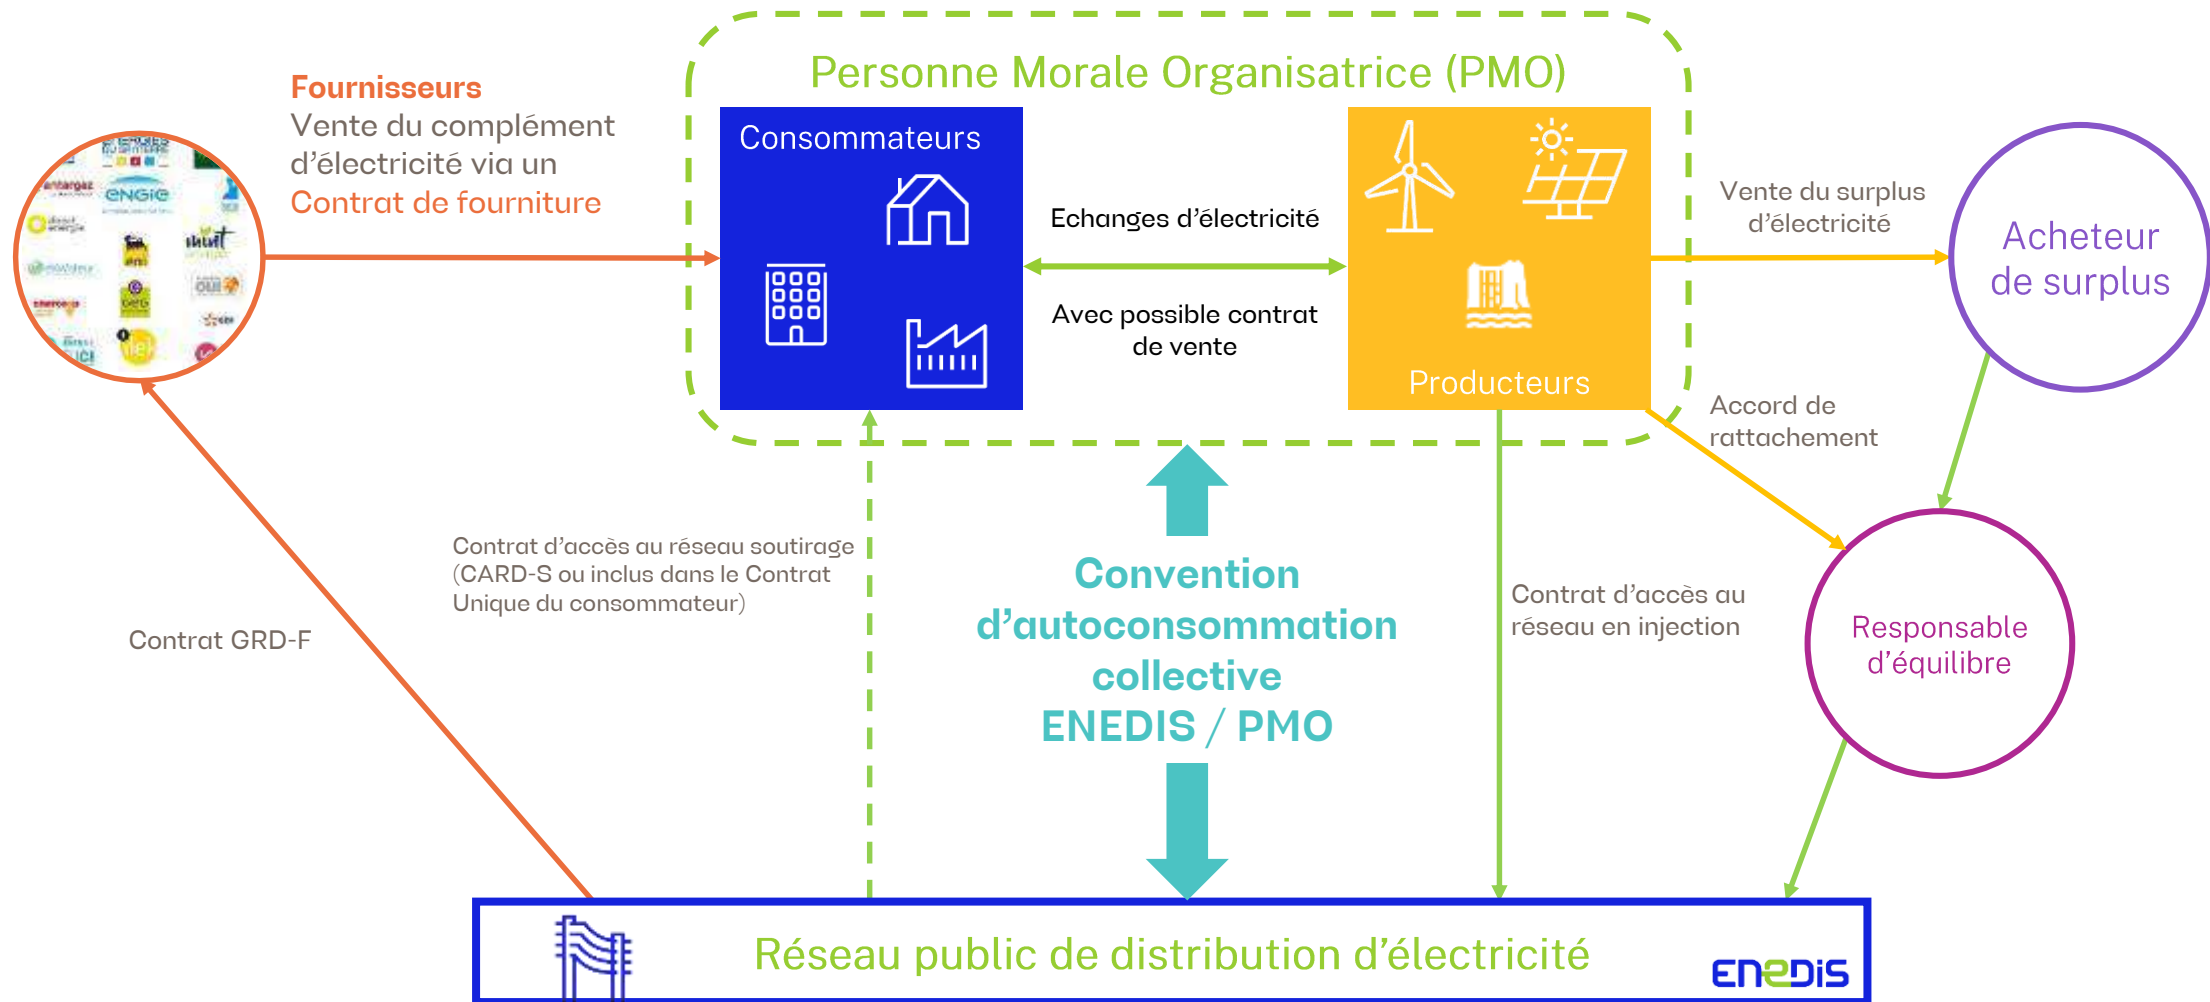 Personne Morale Organisatrice (PMO)
Fournisseurs
Vente du complément
d’électricité via un
Contrat de fourniture
ENGIE
mint
eni
OUI
Consommateurs
Echanges d’électricité
Avec possible contrat
de vente
Producteurs
Vente du surplus
d’électricité
Acheteur
de surplus
Accord de
rattachement
Contrat d’accès au réseau soutirage
(CARD-S ou inclus dans le Contrat
Unique du consommateur)
Contrat GRD-F
Convention
d’autoconsommation
collective
ENEDIS / PMO
Contrat d’accès au
réseau en injection
Responsable
d’équilibre
Réseau public de distribution d’électricité
ENEDIS